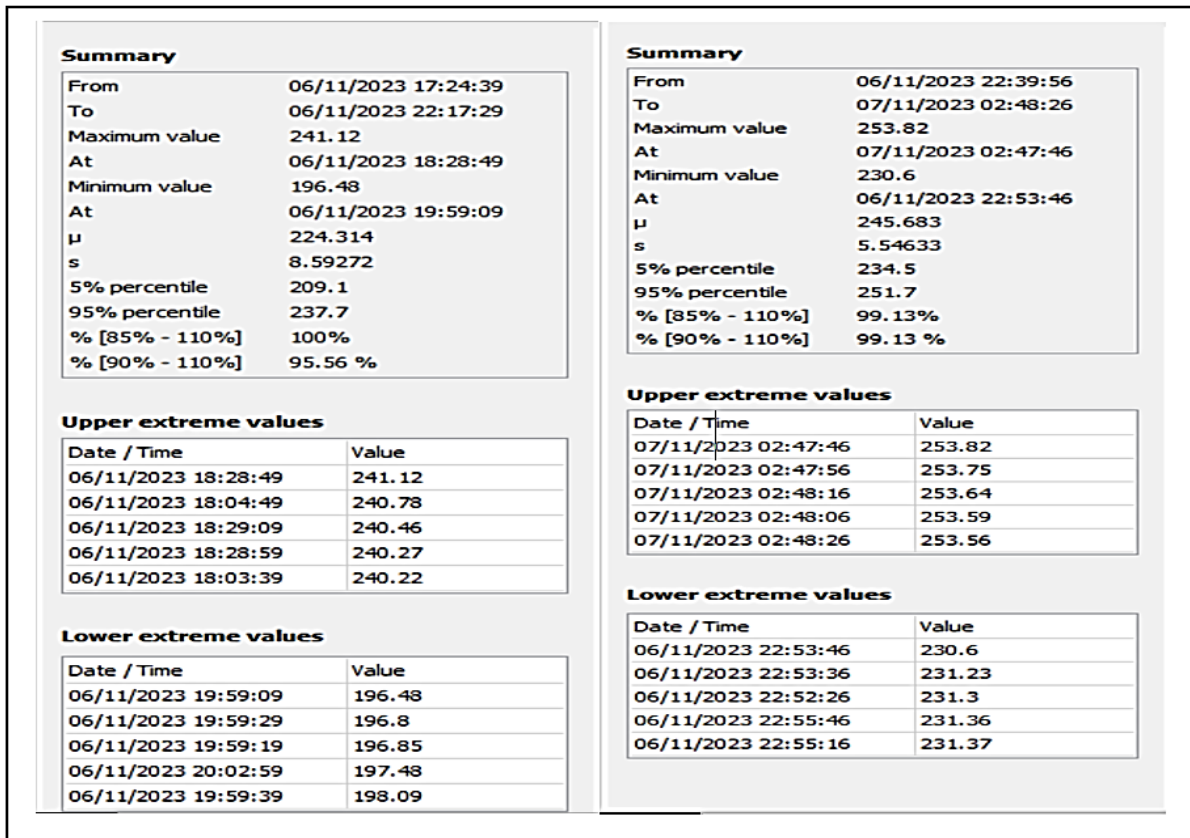 Summary
From 06/11/2023 17:24:39
To 06/11/2023 22:17:29
Maximum value 241.12
At 06/11/2023 18:28:49
Minimum value 196.48
At 06/11/2023 19:59:09
µ 224.314
s 8.59272
5% percentile 209.1
95% percentile 237.7
% [85% - 110%] 100%
% [90% - 110%] 95.56 %
Upper extreme values
Date / Time Value
06/11/2023 18:28:49 241.12
06/11/2023 18:04:49 240.78
06/11/2023 18:29:09 240.46
06/11/2023 18:28:59 240.27
06/11/2023 18:03:39 240.22
Lower extreme values
Date / Time Value
06/11/2023 19:59:09 196.48
06/11/2023 19:59:29 196.8
06/11/2023 19:59:19 196.85
06/11/2023 20:02:59 197.48
06/11/2023 19:59:39 198.09
Summary
From 06/11/2023 22:39:56
To 07/11/2023 02:48:26
Maximum value 253.82
At 07/11/2023 02:47:46
Minimum value 230.6
At 06/11/2023 22:53:46
µ 245.683
s 5.54633
5% percentile 234.5
95% percentile 251.7
% [85% - 110%] 99.13%
% [90% - 110%] 99.13 %
Upper extreme values
Date / Time Value
07/11/2023 02:47:46 253.82
07/11/2023 02:47:56 253.75
07/11/2023 02:48:16 253.64
07/11/2023 02:48:06 253.59
07/11/2023 02:48:26 253.56
Lower extreme values
Date / Time Value
06/11/2023 22:53:46 230.6
06/11/2023 22:53:36 231.23
06/11/2023 22:52:26 231.3
06/11/2023 22:55:46 231.36
06/11/2023 22:55:16 231.37